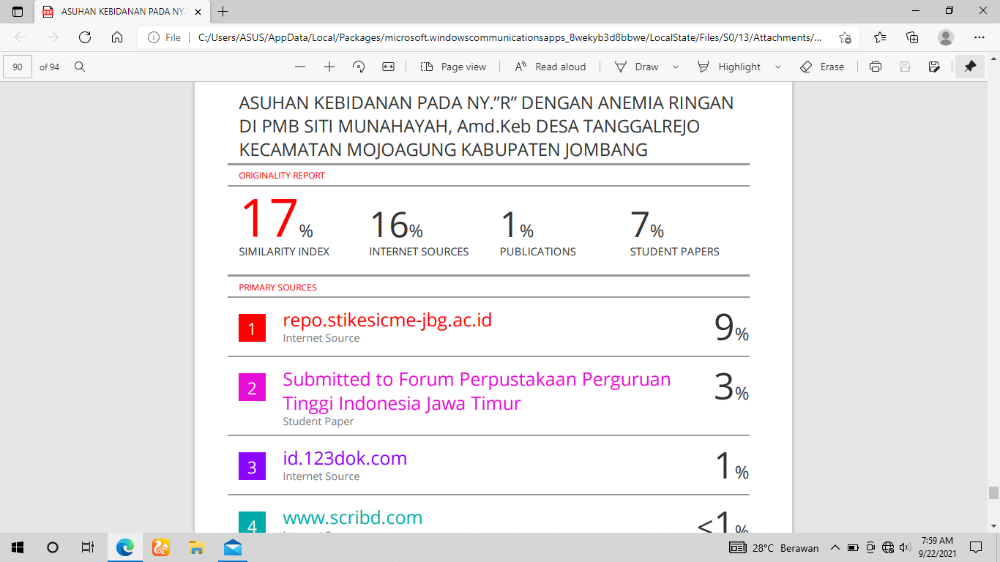 ASUHAN KEBIDANAN PADA NY.
File
C:/Users/ASUS/AppData/Local/Packages/microsoft.windowscommunicationsapps_8wekyb3d8bbwe/LocalState/Files/S0/13/Attachments/...
90 of 94
Page view
Read aloud
Draw
Highlight
Erase
ASUHAN KEBIDANAN PADA NY.”R” DENGAN ANEMIA RINGAN
DI PMB SITI MUNAHAYAH, Amd.Keb DESA TANGGALREJO
KECAMATAN MOJOAGUNG KABUPATEN JOMBANG
ORIGINALITY REPORT
17% 16% 1% 7%
SIMILARITY INDEX INTERNET SOURCES PUBLICATIONS STUDENT PAPERS
PRIMARY SOURCES
1 repo.stikesicme-jbg.ac.id 9%
Internet Source
2 Submitted to Forum Perpustakaan Perguruan 3%
Tinggi Indonesia Jawa Timur
Student Paper
3 id.123dok.com 1%
Internet Source
4 www.scribd.com <1%
28°C Berawan
7:59 AM
9/22/2021